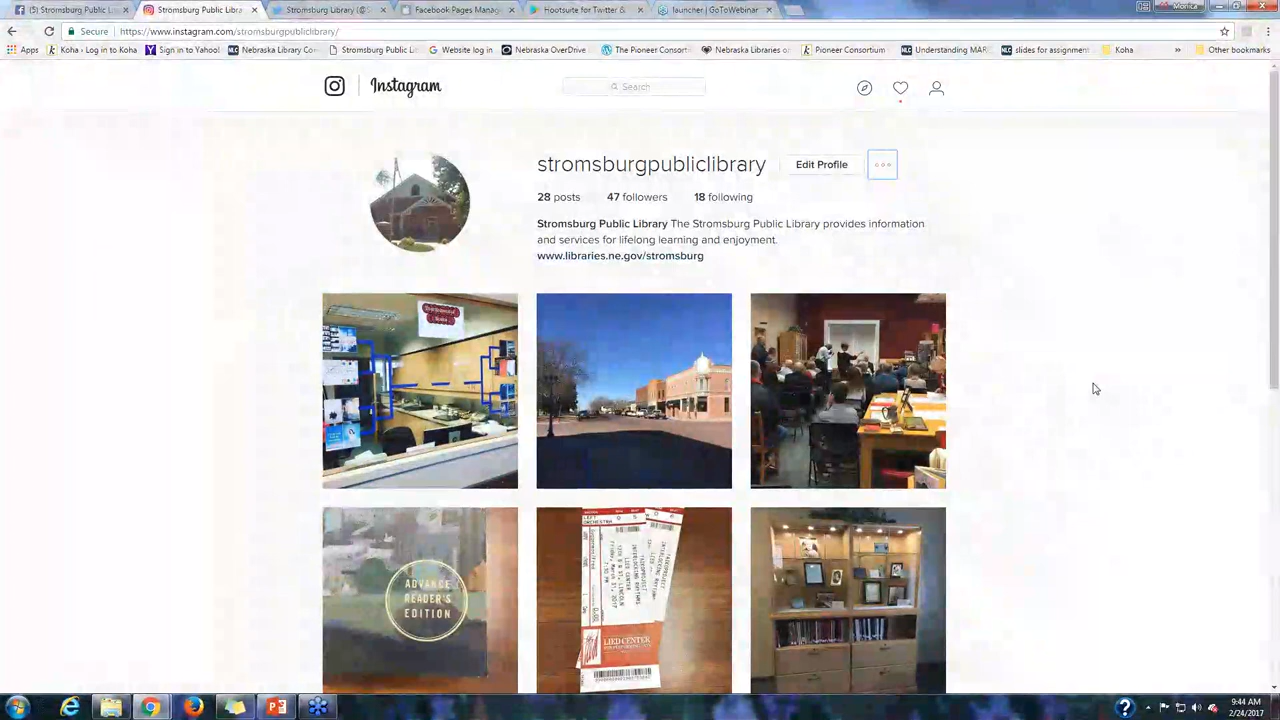 Monica
(5) Stromsburg Public Li
Stromsburg Public Libra
Stromsburg Library (@S
Facebook Pages Manag
Hootsuite for Twitter &
launcher | GoToWebinar
Secure https://www.instagram.com/stromsburgpubliclibrary/
Koha › Log in to Koha
Sign in to Yahoo!
Nebraska Library Co
Stromsburg Public Li
Website log in
Nebraska OverDrive
The Pioneer Consort
Nebraska Libraries o
Pioneer Consortium
Understanding MAR
slides for assignment
Koha
»
Other bookmarks
Instagram
Search
stromsburgpubliclibrary
Edit Profile
28 posts 47 followers 18 following
Stromsburg Public Library The Stromsburg Public Library provides information
and services for lifelong learning and enjoyment.
www.libraries.ne.gov/stromsburg
ADVANCE
READER'S
EDITION
LIED CENTER
9:44 AM
2/24/2017